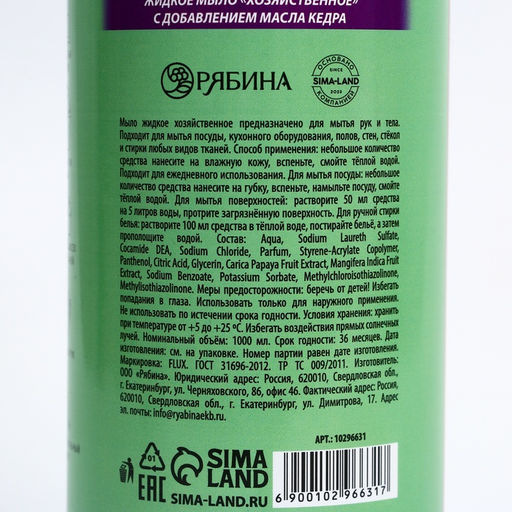 ЖИДКОЕ МЫЛО «ХОЗЯЙСТВЕННОЕ»
С ДОБАВЛЕНИЕМ МАСЛА КЕДРА
РЯБИНА
ОСНОВАНО
SINCE
SIMA-LAND
КОМПАНИЕЙ
Мыло жидкое хозяйственное предназначено для мытья рук и тела.
Подходит для мытья посуды, кухонного оборудования, полов, стен, стёкол
и стирки любых видов тканей. Способ применения: небольшое количество
средства нанесите на влажную кожу, вспеньте, смойте тёплой водой.
Подходит для ежедневного использования. Для мытья посуды: небольшое
количество средства нанесите на губку, вспеньте, намыльте посуду, смойте
тёплой водой. Для мытья поверхностей: растворите 50 мл средства
на 5 литров воды, протрите загрязнённую поверхность. Для ручной стирки
белья: растворите 100 мл средства в тёплой воде, постирайте бельё, а затем
прополощите водой. Состав: Aqua, Sodium Laureth Sulfate,
Cocamide DEA, Sodium Chloride, Parfum, Styrene-Acrylate Copolymer,
Panthenol, Citric Acid, Glycerin, Carica Papaya Fruit Extract, Mangifera Indica Fruit
Extract, Sodium Benzoate, Potassium Sorbate, Methylchloroisothiazolinone,
Methylisothiazolinone. Меры предосторожности: беречь от детей! Избегать
попадания в глаза. Использовать только для наружного применения.
Не использовать по истечении срока годности. Условия хранения: хранить
при температуре от +5 до +25 °C. Избегать воздействия прямых солнечных
лучей. Номинальный объём: 1000 мл. Срок годности: 36 месяцев. Дата
изготовления: см. на упаковке. Номер партии равен дате изготовления.
Маркировка: FLUX. ГОСТ 31696-2012. ТР ТС 009/2011. Изготовитель:
ООО «Рябина». Юридический адрес: Россия, 620010, Свердловская обл.,
г. Екатеринбург, ул. Черняховского, 86, офис 46. Фактический адрес: Россия,
620010, Свердловская обл., г. Екатеринбург, ул. Димитрова, 17. Адрес
эл. почты: info@ryabinaekb.ru.
АРТ.: 10296631
01
EAC
SIMA
LAND
SIMA-LAND.RU
6 900102 966317